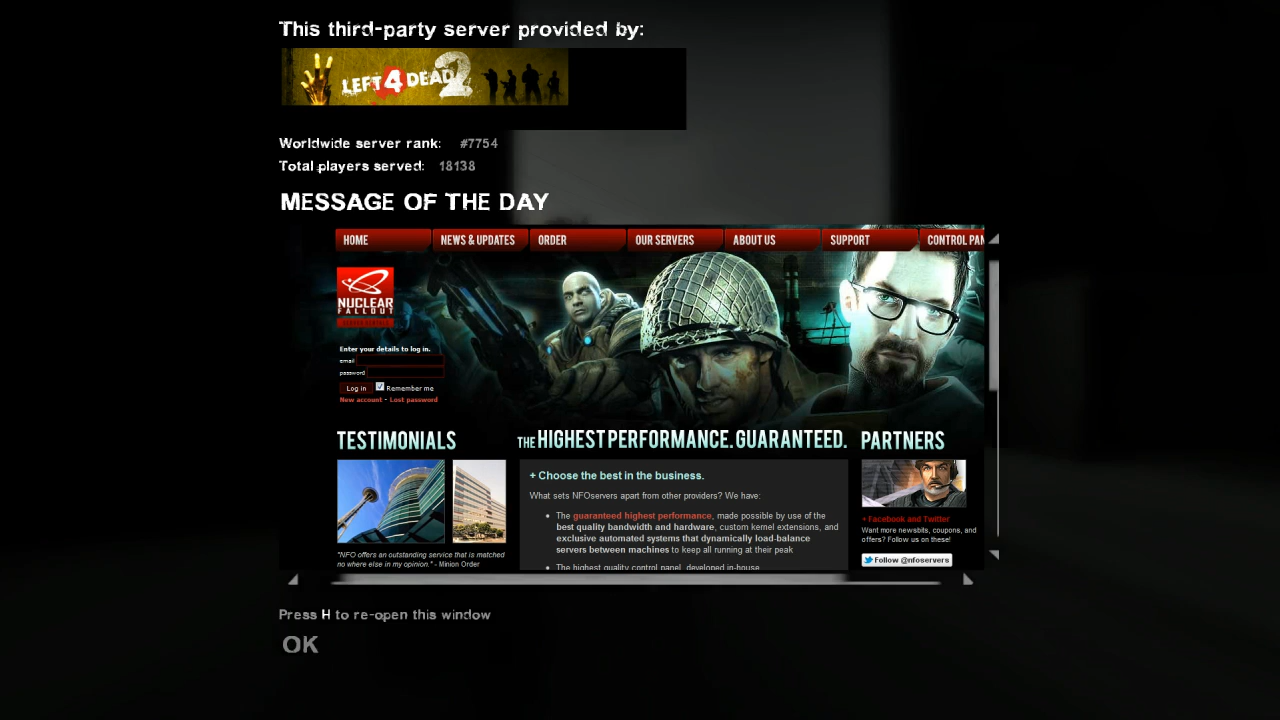 This third-party server provided by:
LEFT 4 DEAD 2
Worldwide server rank: #7754
Total players served: 18138
MESSAGE OF THE DAY
HOME NEWS & UPDATES ORDER OUR SERVERS ABOUT US SUPPORT CONTROL PAN
NUCLEAR
FALLOUT
Enter your details to log in.
email
password
Log in Remember me
New account - Lost password
TESTIMONIALS
"NFO offers an outstanding service that is matched
no where else in my opinion." - Minion Order
THE HIGHEST PERFORMANCE. GUARANTEED.
+ Choose the best in the business.
What sets NFOservers apart from other providers? We have:
• The guaranteed highest performance, made possible by use of the
best quality bandwidth and hardware, custom kernel extensions, and
exclusive automated systems that dynamically load-balance
servers between machines to keep all running at their peak
• The highest quality control panel, developed in-house
PARTNERS
+ Facebook and Twitter
Want more newsbits, coupons, and
offers? Follow us on these!
Follow @nfoservers
Press H to re-open this window
OK